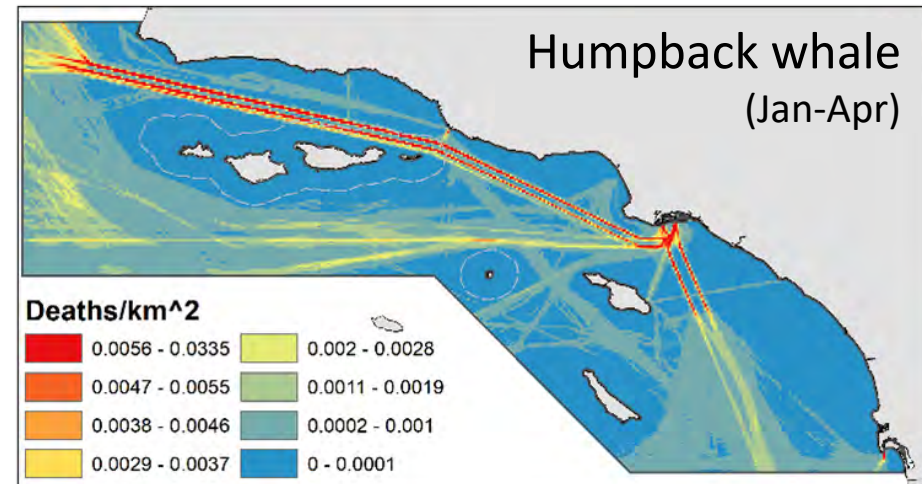 Humpback whale
(Jan-Apr)
Deaths/km^2
0.0056 - 0.0335
0.0047 - 0.0055
0.0038 - 0.0046
0.0029 - 0.0037
0.002 - 0.0028
0.0011 - 0.0019
0.0002 - 0.001
0 - 0.0001